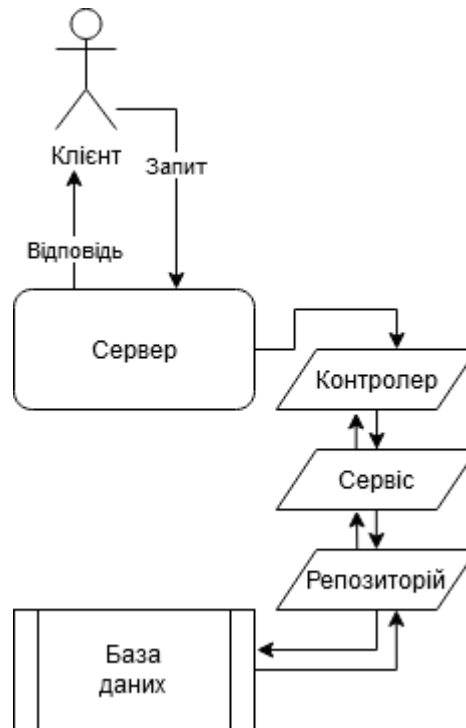 Клієнт
Запит
Відповідь
Сервер
Контролер
Сервіс
Репозиторій
База
даних